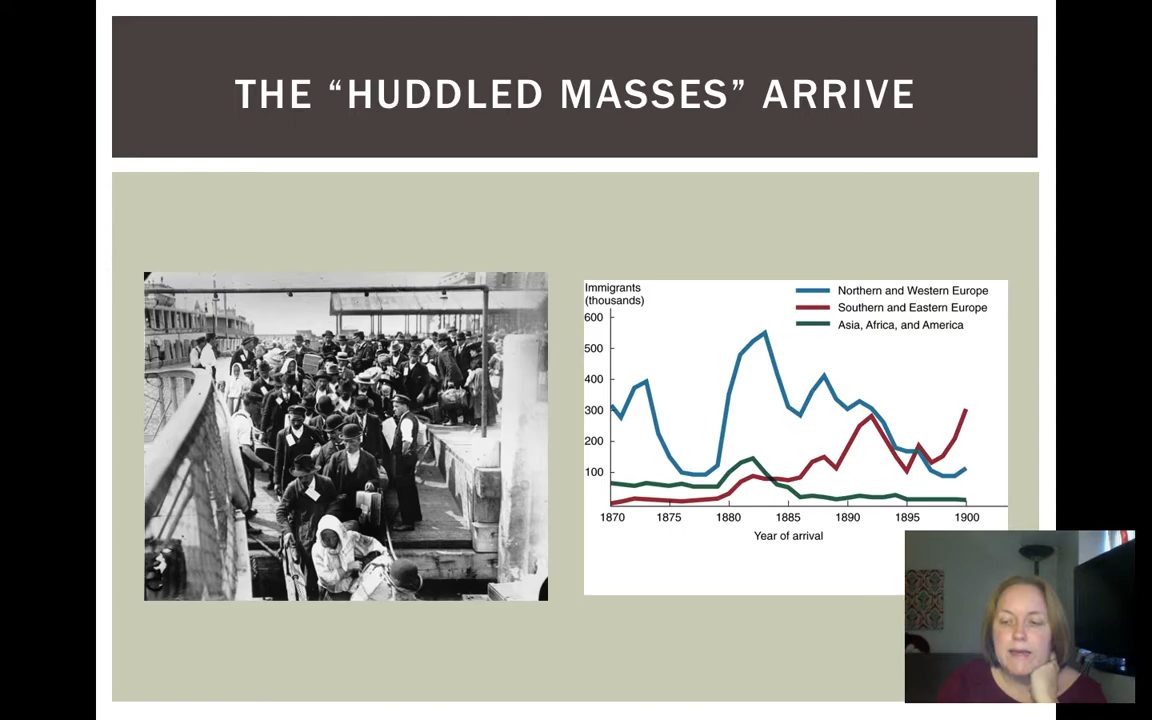 THE “HUDDLED MASSES” ARRIVE
Immigrants
(thousands)
600
500
400
300
200
100
1870
1875
1880
1885
1890
1895
1900
Year of arrival
Northern and Western Europe
Southern and Eastern Europe
Asia, Africa, and America